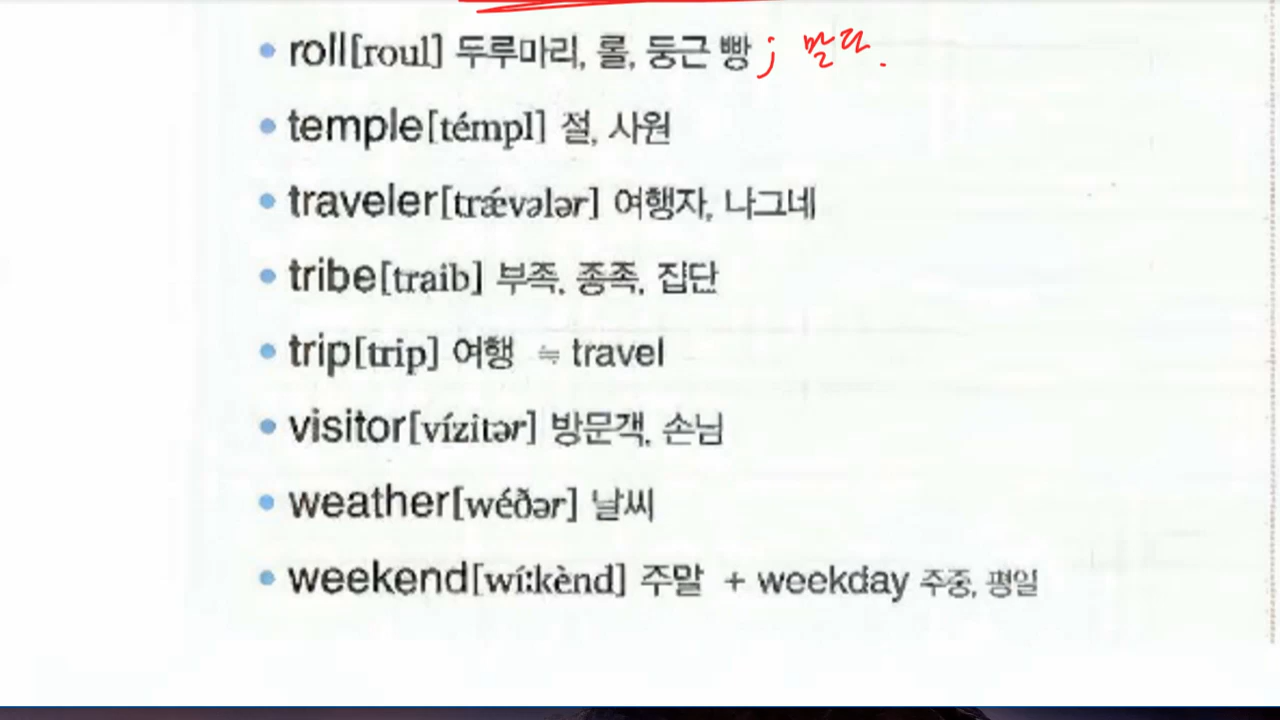 roll[roul] 두루마리, 롤, 둥근 빵 ; 말다.
temple[témpl] 절, 사원
traveler[trǽvələr] 여행자, 나그네
tribe[traib] 부족, 종족, 집단
trip[trip] 여행 ≒ travel
visitor[vízitər] 방문객, 손님
weather[wéðər] 날씨
weekend[wíːkènd] 주말 + weekday 주중, 평일